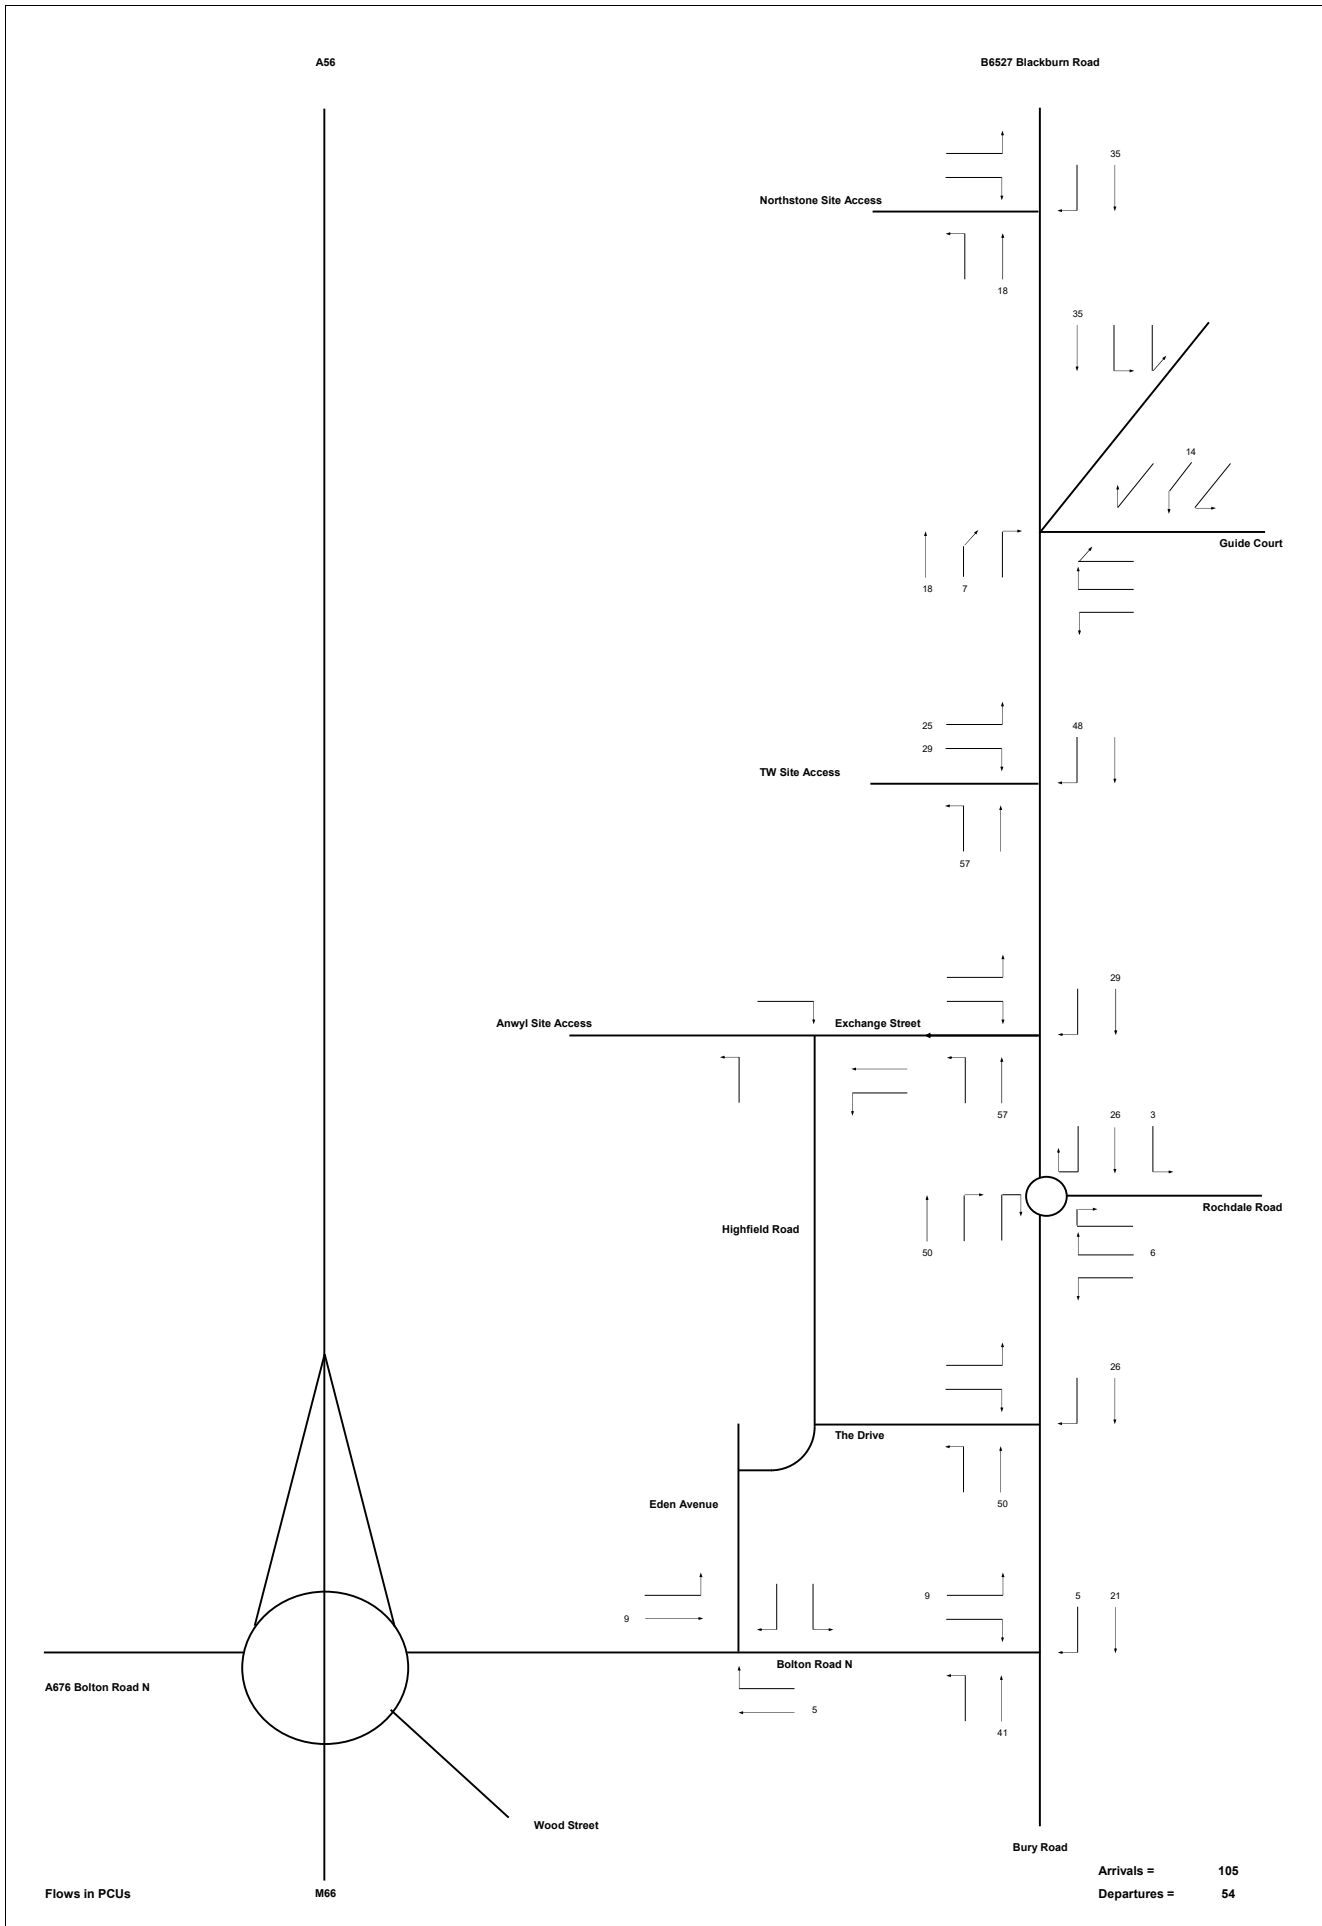 A56 B6527 Blackburn Road
35
Northstone Site Access
18
35
14
Guide Court
18 7
25 48
29
TW Site Access
57
29
Anwyl Site Access Exchange Street
57 26 3
Rochdale Road
Highfield Road
50 6
26
The Drive
Eden Avenue 50
9 5 21
9
Bolton Road N
A676 Bolton Road N
5
41
Wood Street
Bury Road
Arrivals = 105
Flows in PCUs M66 Departures = 54